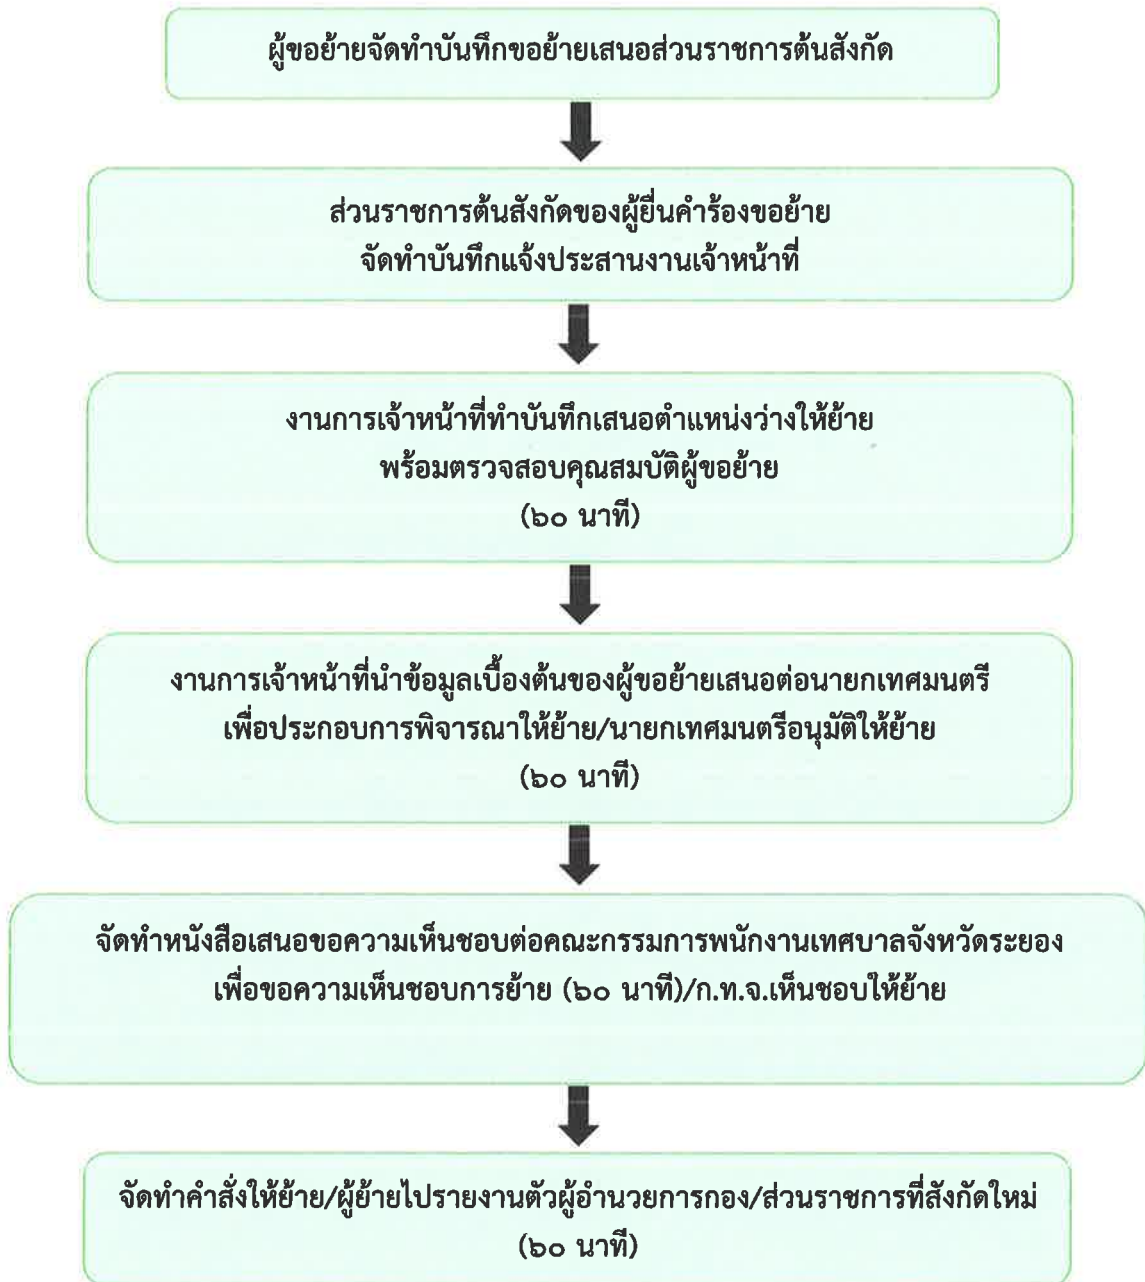 ผู้ขอย้ายจัดทำบันทึกขอย้ายเสนอส่วนราชการต้นสังกัด
ส่วนราชการต้นสังกัดของผู้ยื่นคำร้องขอย้าย
จัดทำบันทึกแจ้งประสานงานเจ้าหน้าที่
งานการเจ้าหน้าที่ทำบันทึกเสนอตำแหน่งว่างให้ย้าย
พร้อมตรวจสอบคุณสมบัติผู้ขอย้าย
(๖๐ นาที)
งานการเจ้าหน้าที่นำข้อมูลเบื้องต้นของผู้ขอย้ายเสนอต่อนายกเทศมนตรี
เพื่อประกอบการพิจารณาให้ย้าย/นายกเทศมนตรีอนุมัติให้ย้าย
(๖๐ นาที)
จัดทำหนังสือเสนอขอความเห็นชอบต่อคณะกรรมการพนักงานเทศบาลจังหวัดระยอง
เพื่อขอความเห็นชอบการย้าย (๖๐ นาที)/ก.ท.จ.เห็นชอบให้ย้าย
จัดทำคำสั่งให้ย้าย/ผู้ย้ายไปรายงานตัวผู้อำนวยการกอง/ส่วนราชการที่สังกัดใหม่
(๖๐ นาที)